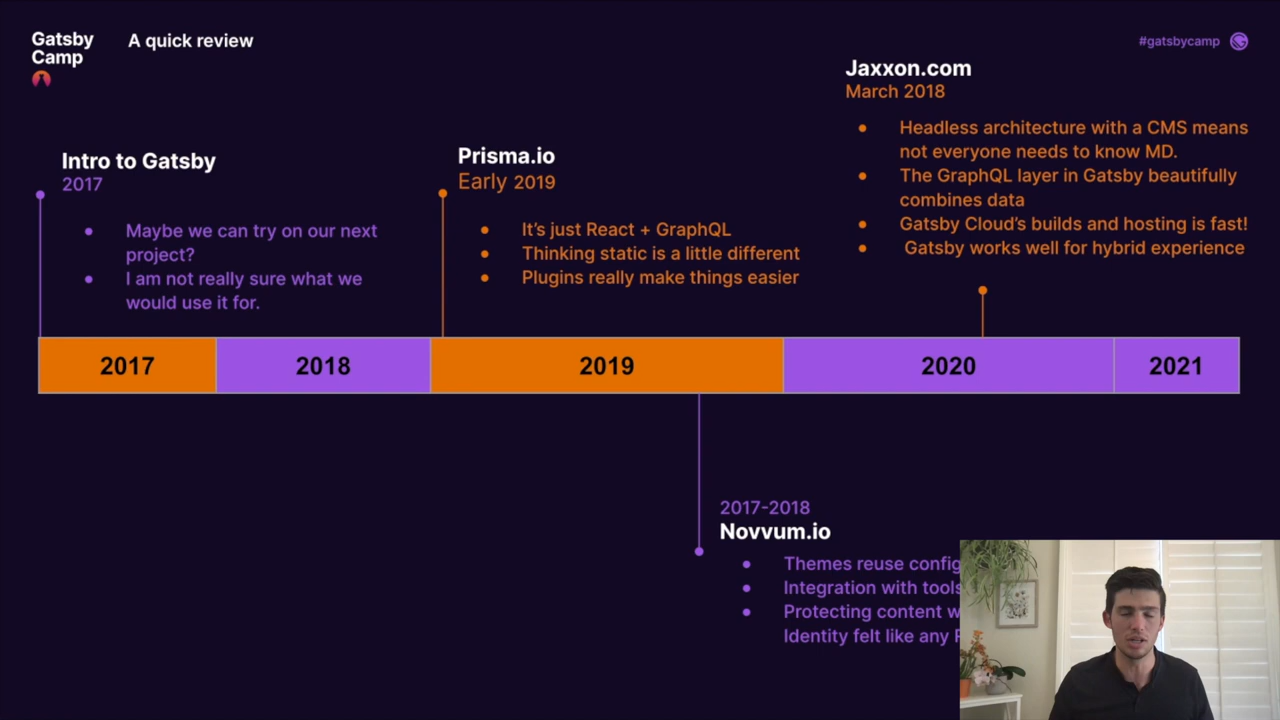 Gatsby
Camp
A quick review
#gatsbycamp
Jaxxon.com
March 2018
• Headless architecture with a CMS means
not everyone needs to know MD.
• The GraphQL layer in Gatsby beautifully
combines data
• Gatsby Cloud's builds and hosting is fast!
• Gatsby works well for hybrid experience
Intro to Gatsby
2017
• Maybe we can try on our next
project?
• I am not really sure what we
would use it for.
Prisma.io
Early 2019
• It's just React + GraphQL
• Thinking static is a little different
• Plugins really make things easier
2017
2018
2019
2020
2021
2017-2018
Novvum.io
• Themes reuse config
• Integration with tools
• Protecting content w
Identity felt like any